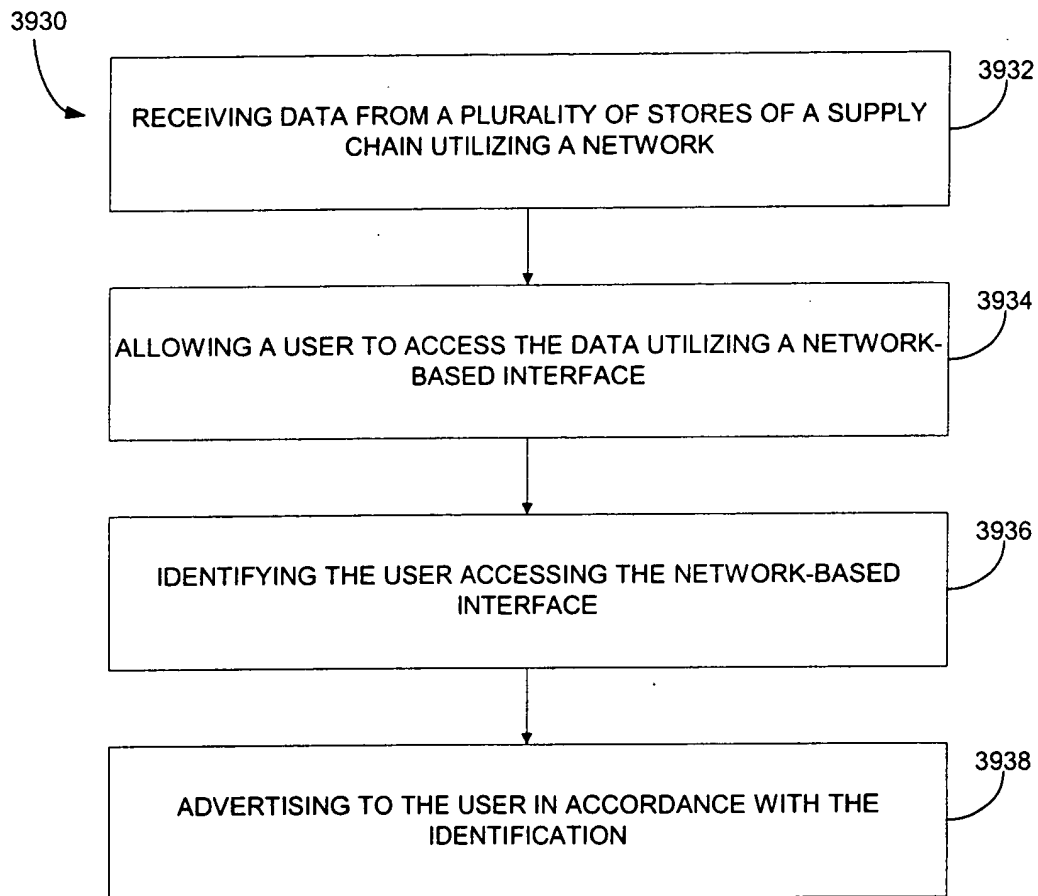 3930
3932
RECEIVING DATA FROM A PLURALITY OF STORES OF A SUPPLY
CHAIN UTILIZING A NETWORK
3934
ALLOWING A USER TO ACCESS THE DATA UTILIZING A NETWORK-
BASED INTERFACE
3936
IDENTIFYING THE USER ACCESSING THE NETWORK-BASED
INTERFACE
3938
ADVERTISING TO THE USER IN ACCORDANCE WITH THE
IDENTIFICATION